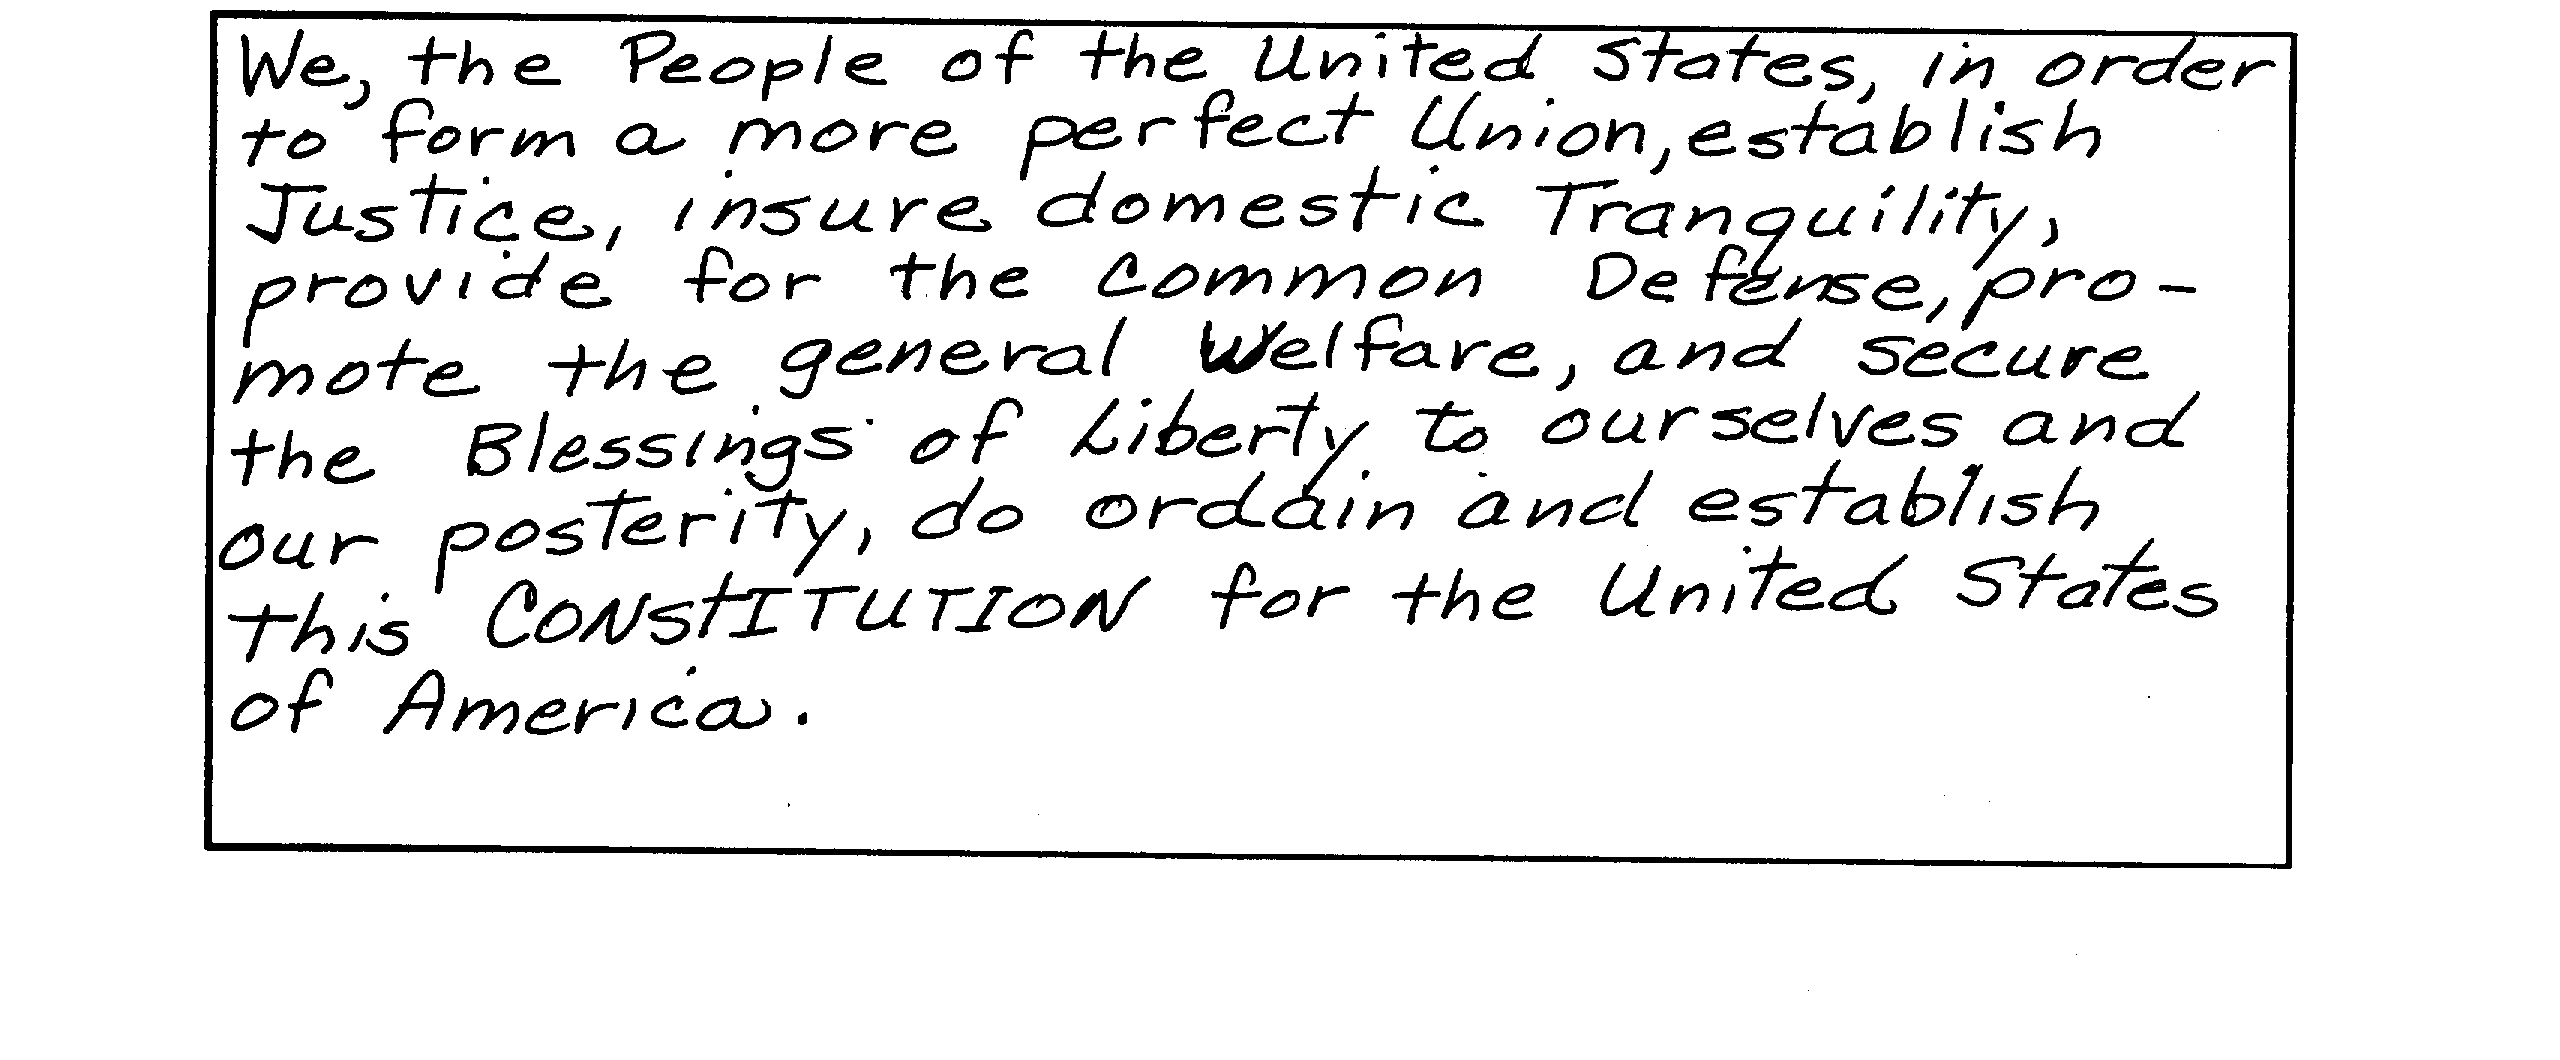 We, the People of the United States, in order
to form a more perfect Union, establish
Justice, insure domestic Tranquility,
provide for the common Defense, pro-
mote the general Welfare, and secure
the Blessings of Liberty to ourselves and
our posterity, do ordain and establish
this CONSTITUTION for the United States
of America.